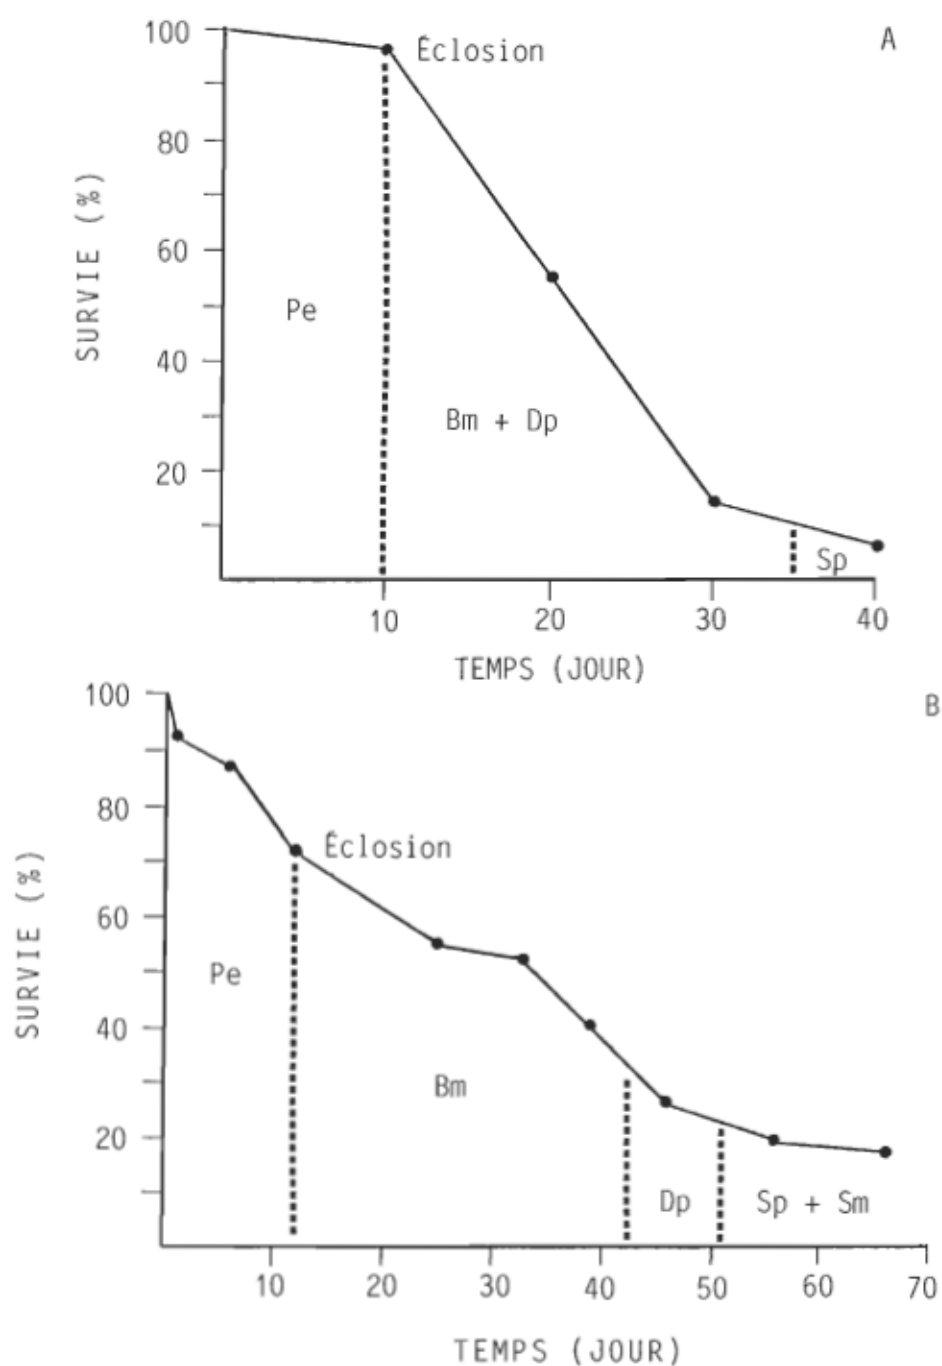 100
Éclosion
A
80
60
SURVIE (%)
Pe
40
Bm + Dp
20
Sp
10
20
30
40
TEMPS (JOUR)
100
B
80
Éclosion
60
SURVIE (%)
Pe
40
Bm
20
Dp
Sp + Sm
10
20
30
40
50
60
70
TEMPS (JOUR)